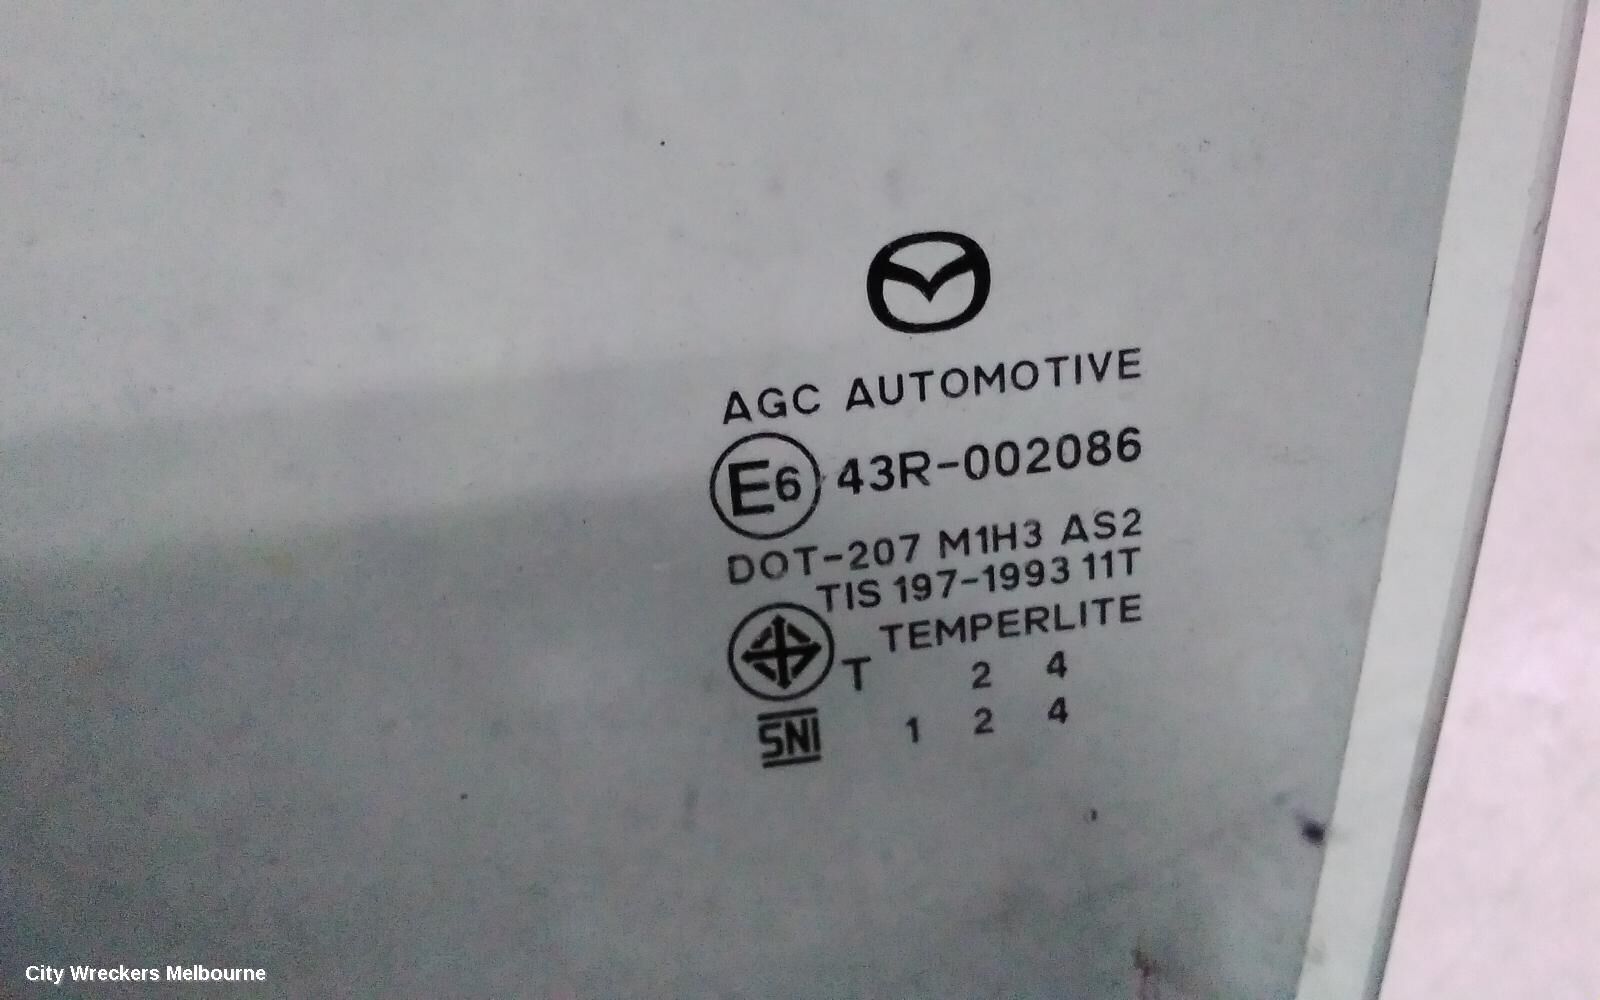 AGC AUTOMOTIVE
E6 43R-002086
DOT-207 M1H3 AS2
TIS 197-1993 11T
TEMPERLITE
T 2 4
SNI 1 2 4
City Wreckers Melbourne